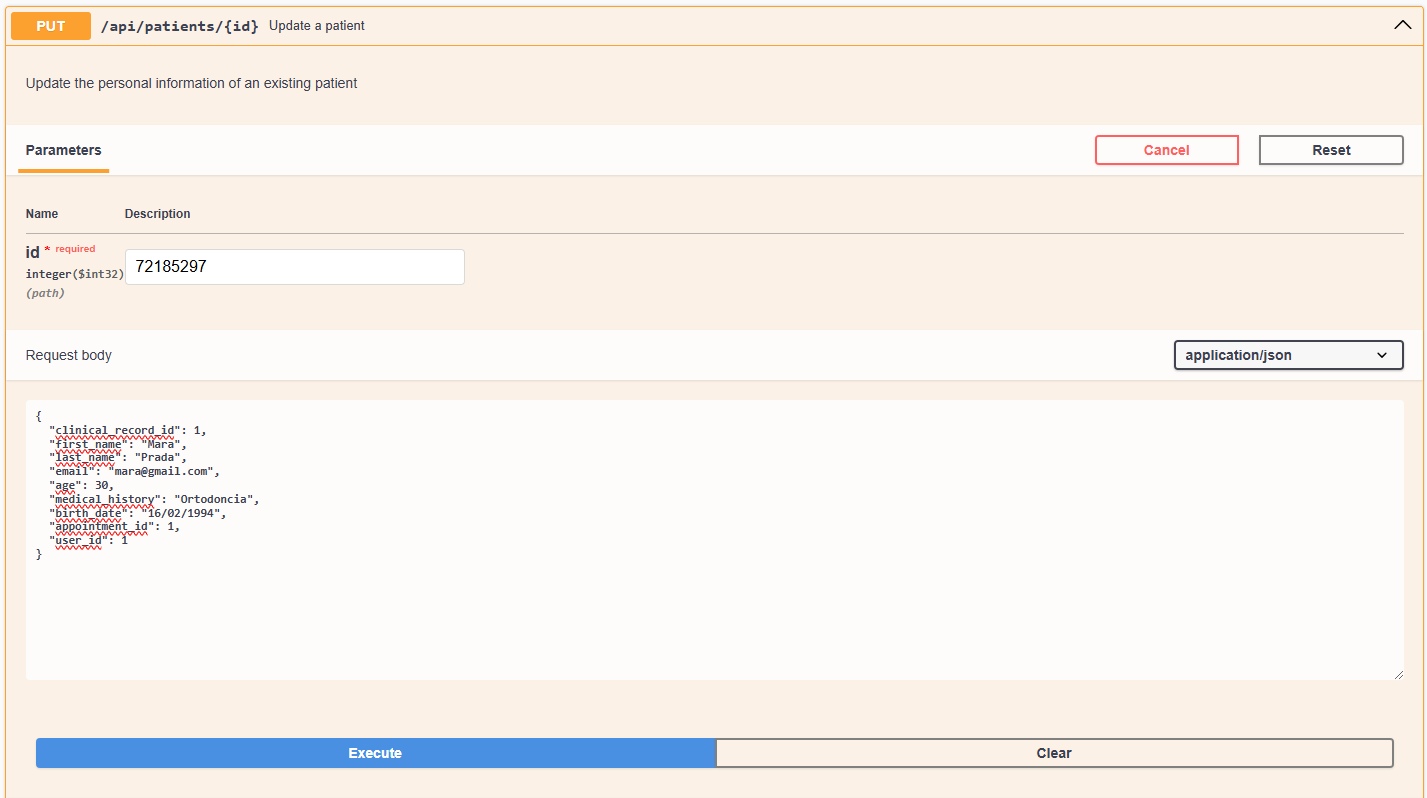 PUT /api/patients/{id} Update a patient
Update the personal information of an existing patient
Parameters Cancel Reset
Name Description
id * required
integer($int32) 72185297
(path)
Request body application/json
{
  "clinical_record_id": 1,
  "first_name": "Mara",
  "last_name": "Prada",
  "email": "mara@gmail.com",
  "age": 30,
  "medical_history": "Ortodoncia",
  "birth_date": "16/02/1994",
  "appointment_id": 1,
  "user_id": 1
}
Execute Clear